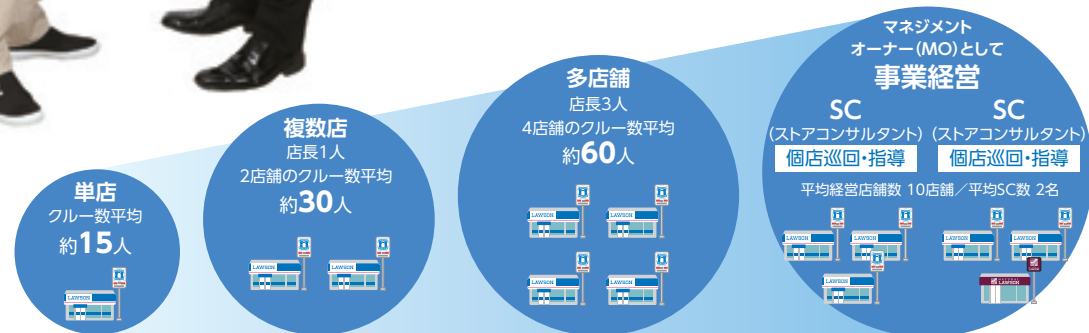 単店
クルー数平均
約15人
LAWSON
複数店
店長1人
2店舗のクルー数平均
約30人
LAWSON
LAWSON
多店舗
店長3人
4店舗のクルー数平均
約60人
LAWSON
LAWSON
LAWSON
LAWSON
マネジメント
オーナー(MO)として
事業経営
SC
(ストアコンサルタント)
個店巡回・指導
SC
(ストアコンサルタント)
個店巡回・指導
平均経営店舗数 10店舗／平均SC数 2名
LAWSON
LAWSON
LAWSON
LAWSON
LAWSON
NATURAL
LAWSON